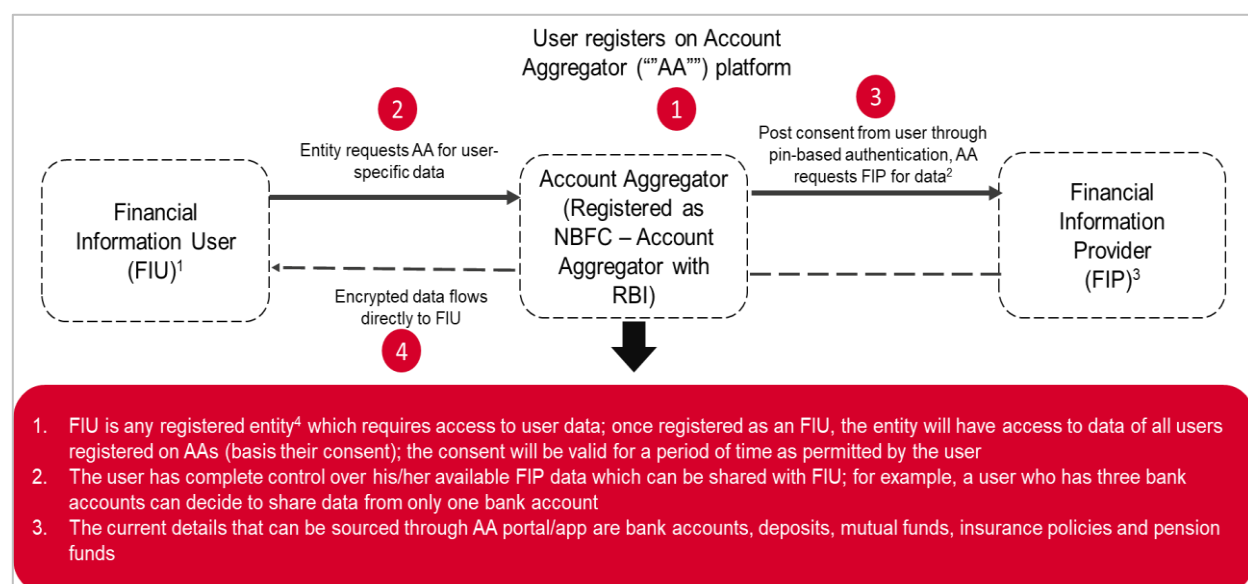 User registers on Account
Aggregator (“”AA””) platform
1
2
3
Entity requests AA for user-
specific data
Post consent from user through
pin-based authentication, AA
requests FIP for data2
Financial
Information User
(FIU)1
Account Aggregator
(Registered as
NBFC – Account
Aggregator with
RBI)
Financial
Information
Provider
(FIP)3
Encrypted data flows
directly to FIU
4
1. FIU is any registered entity4 which requires access to user data; once registered as an FIU, the entity will have access to data of all users
registered on AAs (basis their consent); the consent will be valid for a period of time as permitted by the user
2. The user has complete control over his/her available FIP data which can be shared with FIU; for example, a user who has three bank
accounts can decide to share data from only one bank account
3. The current details that can be sourced through AA portal/app are bank accounts, deposits, mutual funds, insurance policies and pension
funds